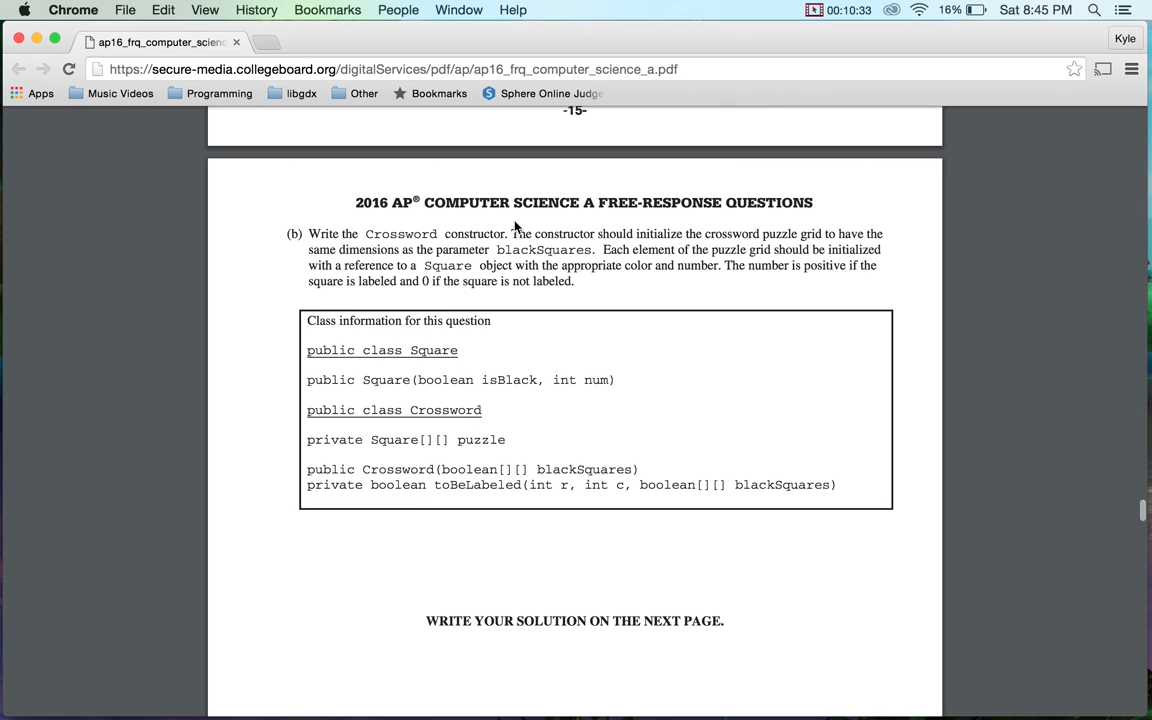 Chrome File Edit View History Bookmarks People Window Help 00:10:33 16% Sat 8:45 PM
ap16_frq_computer_scienc × Kyle
https://secure-media.collegeboard.org/digitalServices/pdf/ap/ap16_frq_computer_science_a.pdf
Apps Music Videos Programming libgdx Other Bookmarks Sphere Online Judge
-15-
2016 AP® COMPUTER SCIENCE A FREE-RESPONSE QUESTIONS
(b) Write the Crossword constructor. The constructor should initialize the crossword puzzle grid to have the
same dimensions as the parameter blackSquares. Each element of the puzzle grid should be initialized
with a reference to a Square object with the appropriate color and number. The number is positive if the
square is labeled and 0 if the square is not labeled.
Class information for this question
public class Square
public Square(boolean isBlack, int num)
public class Crossword
private Square[][] puzzle
public Crossword(boolean[][] blackSquares)
private boolean toBeLabeled(int r, int c, boolean[][] blackSquares)
WRITE YOUR SOLUTION ON THE NEXT PAGE.